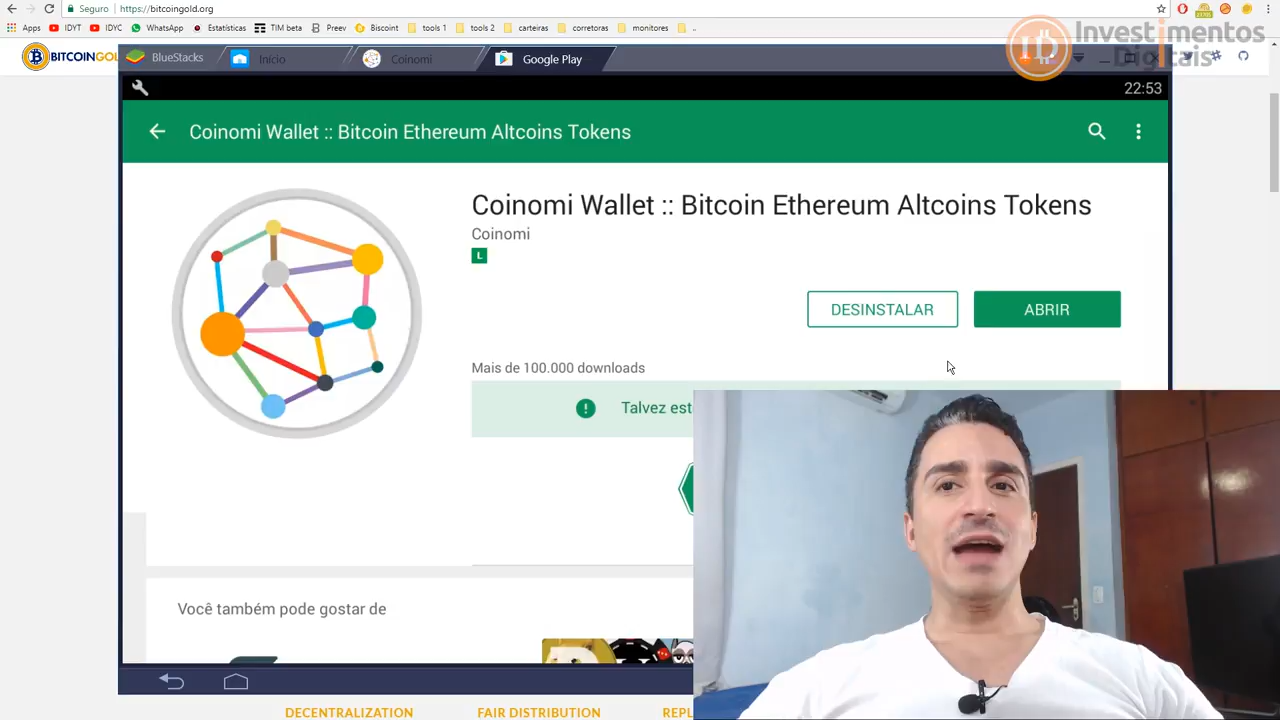 Seguro https://bitcoingold.org
Apps IDYT IDYC WhatsApp Estatísticas TIM beta Preev Biscoint tools 1 tools 2 carteiras corretoras monitores
Investimentos
Digitais
BITCOINGOL
BlueStacks Início Coinomi Google Play
22:53
Coinomi Wallet :: Bitcoin Ethereum Altcoins Tokens
Coinomi Wallet :: Bitcoin Ethereum Altcoins Tokens
Coinomi
L
DESINSTALAR ABRIR
Mais de 100.000 downloads
Talvez est
Você também pode gostar de
DECENTRALIZATION FAIR DISTRIBUTION REPL